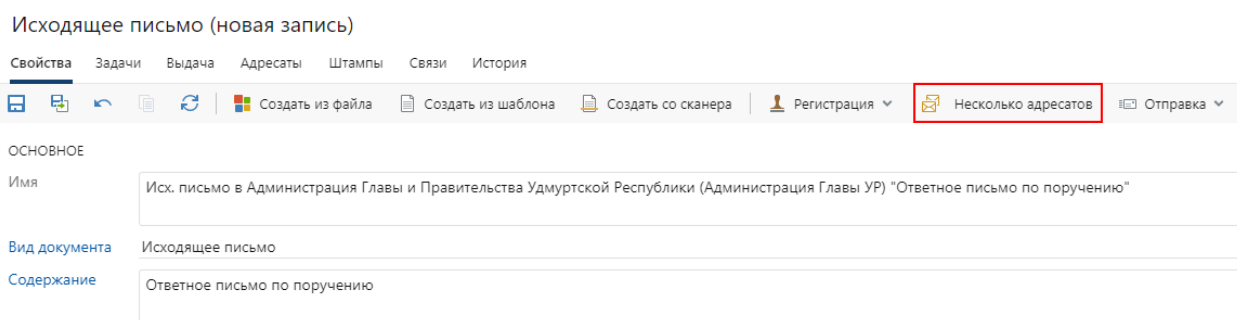 Исходящее письмо (новая запись)
Свойства Задачи Выдача Адресаты Штампы Связи История
Создать из файла Создать из шаблона Создать со сканера Регистрация Несколько адресатов Отправка
ОСНОВНОЕ
Имя Исх. письмо в Администрация Главы и Правительства Удмуртской Республики (Администрация Главы УР) "Ответное письмо по поручению"
Вид документа Исходящее письмо
Содержание Ответное письмо по поручению